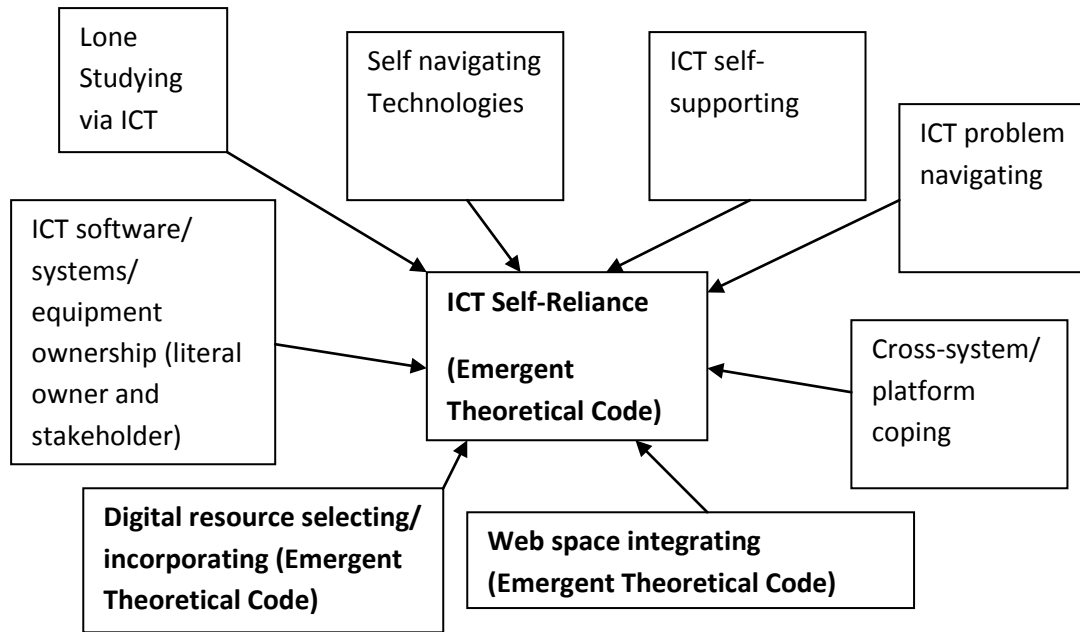 Lone
Studying
via ICT
Self navigating
Technologies
ICT self-
supporting
ICT problem
navigating
ICT software/
systems/
equipment
ownership (literal
owner and
stakeholder)
ICT Self-Reliance
(Emergent
Theoretical Code)
Cross-system/
platform
coping
Digital resource selecting/
incorporating (Emergent
Theoretical Code)
Web space integrating
(Emergent Theoretical Code)